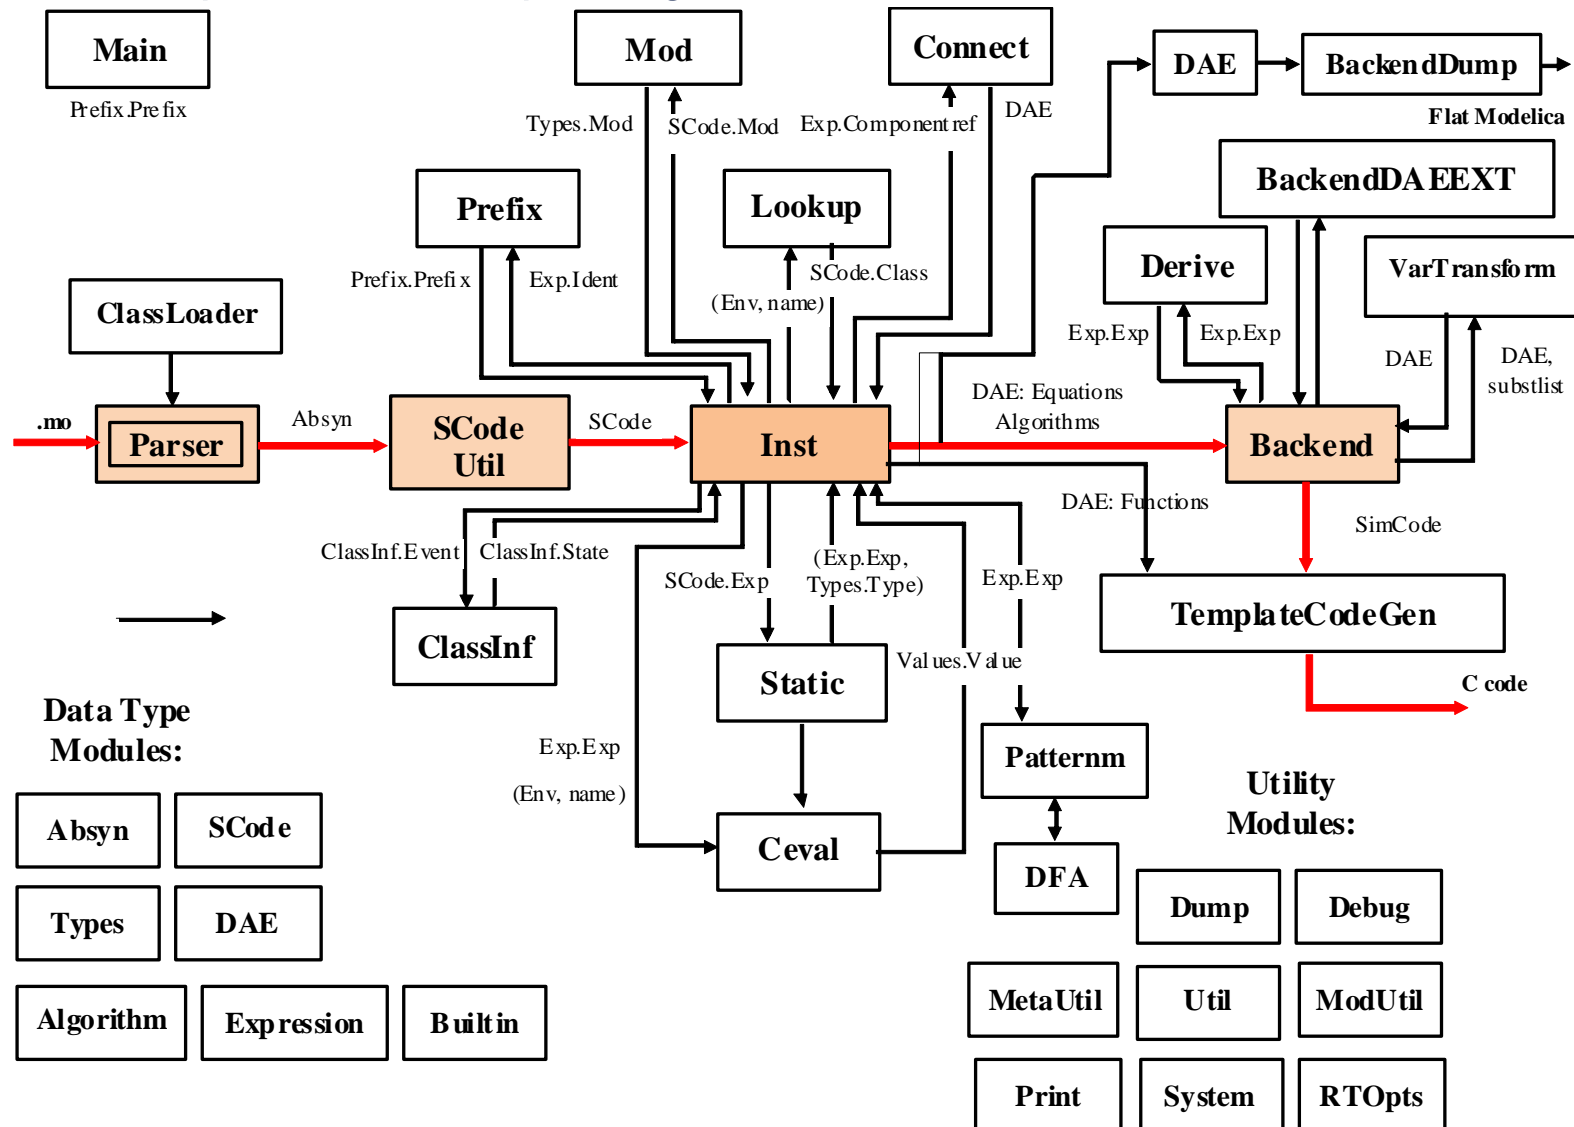 Main
Prefix.Prefix
Mod
Connect
DAE
BackendDump
Flat Modelica
Types.Mod
SCode.Mod
Exp.Componentref
DAE
Prefix
Lookup
BackendDAEEXT
Derive
VarTransform
Prefix.Prefix
Exp.Ident
SCode.Class
(Env, name)
Exp.Exp
Exp.Exp
DAE
DAE,
substlist
ClassLoader
.mo
Parser
Absyn
SCode
Util
SCode
Inst
DAE: Equations
Algorithms
Backend
DAE: Functions
SimCode
ClassInf.Event
ClassInf.State
SCode.Exp
(Exp.Exp,
Types.Type)
Exp.Exp
TemplateCodeGen
C code
ClassInf
Static
Values.Value
Exp.Exp
(Env, name)
Ceval
Patternm
DFA
Data Type
Modules:
Absyn
SCode
Types
DAE
Algorithm
Expression
Builtin
Utility
Modules:
Dump
Debug
MetaUtil
Util
ModUtil
Print
System
RTOpts